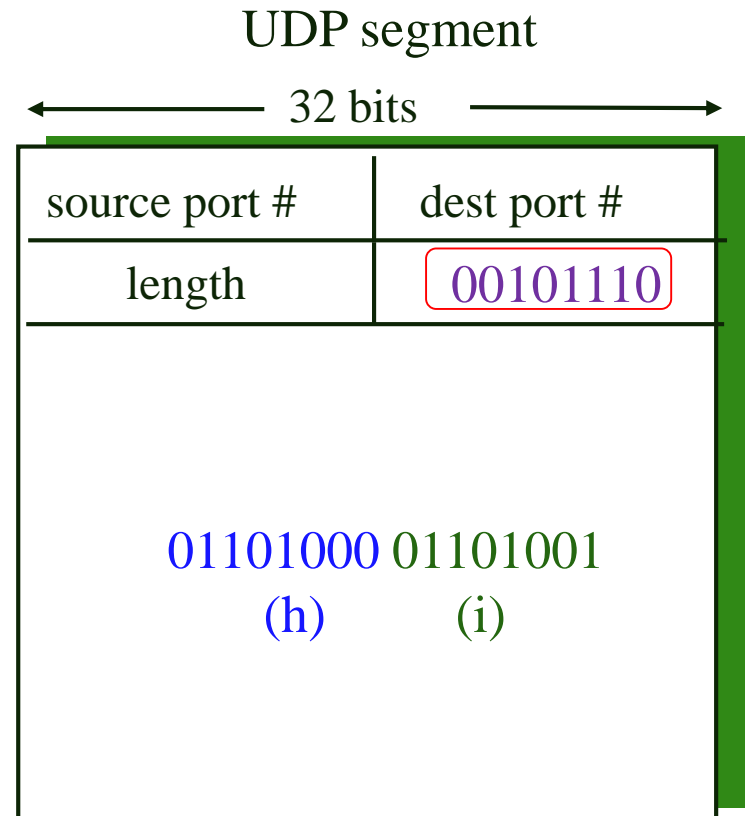 UDP segment
32 bits
source port # dest port #
length 00101110
01101000 01101001
(h) (i)